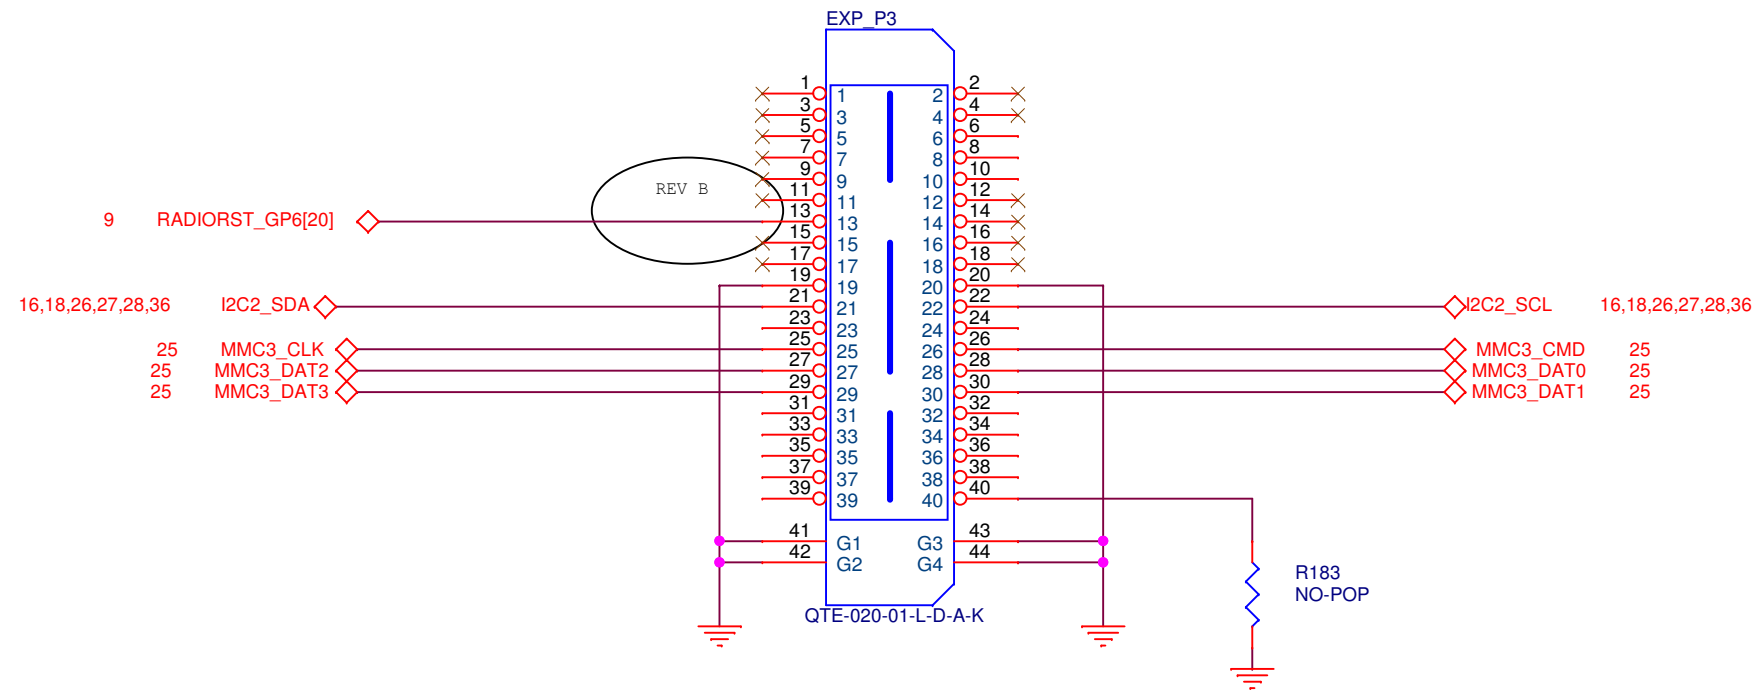 EXP_P3
1 1 2 2
3 3 4 4
5 5 6 6
7 7 8 8
9 9 10 10
REV B
11 11 12 12
9 RADIORST_GP6[20] 13 13 14 14
15 15 16 16
17 17 18 18
19 19 20 20
16,18,26,27,28,36 I2C2_SDA 21 21 22 22 I2C2_SCL 16,18,26,27,28,36
23 23 24 24
25 MMC3_CLK 25 25 26 26 MMC3_CMD 25
25 MMC3_DAT2 27 27 28 28 MMC3_DAT0 25
25 MMC3_DAT3 29 29 30 30 MMC3_DAT1 25
31 31 32 32
33 33 34 34
35 35 36 36
37 37 38 38
39 39 40 40
41 G1 G3 43
42 G2 G4 44
R183
NO-POP
QTE-020-01-L-D-A-K